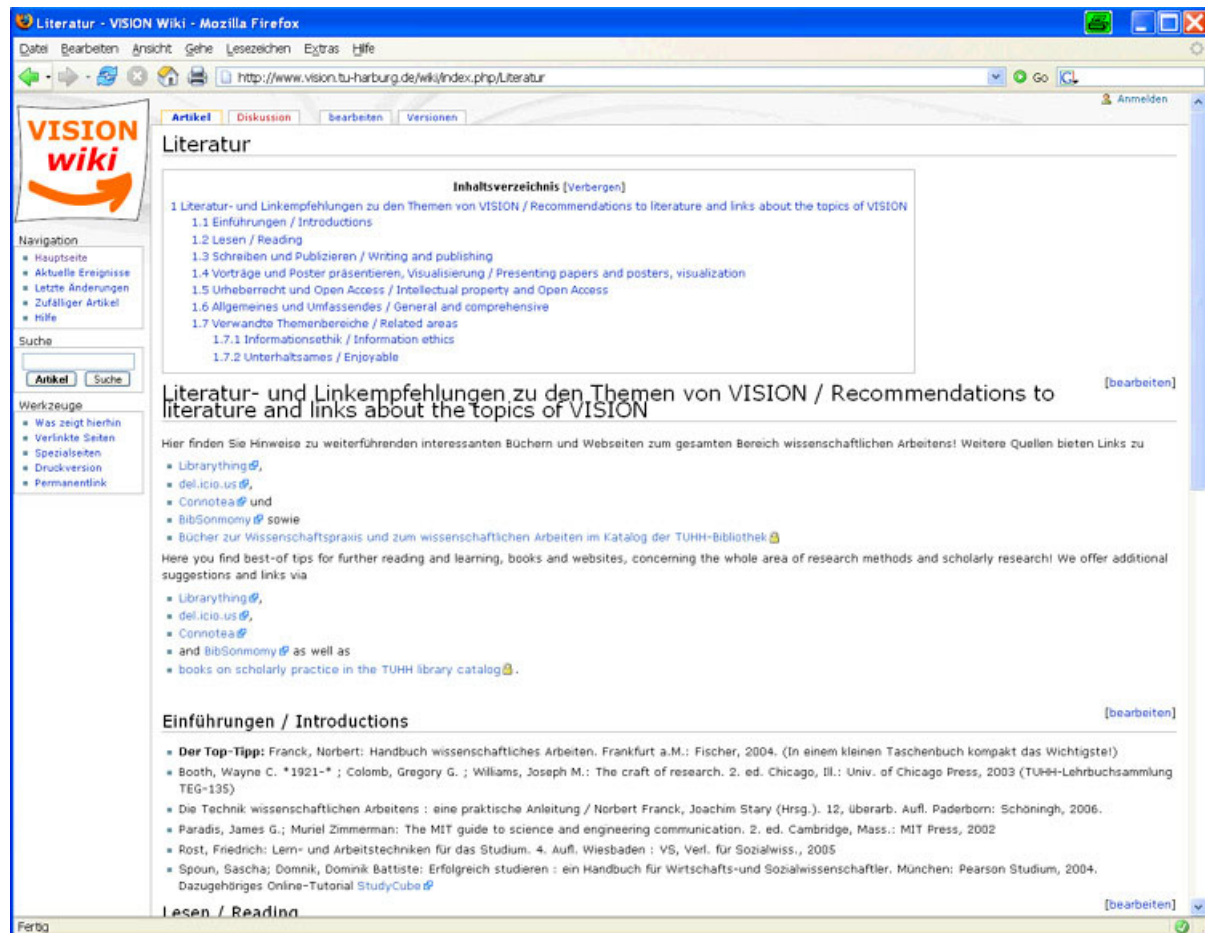 Literatur - VISION Wiki - Mozilla Firefox
Datei Bearbeiten Ansicht Gehe Lesezeichen Extras Hilfe
http://www.vision.tu-harburg.de/wiki/index.php/Literatur
Go
Anmelden
VISION
wiki
Navigation
Hauptseite
Aktuelle Ereignisse
Letzte Änderungen
Zufälliger Artikel
Hilfe
Suche
Artikel Suche
Werkzeuge
Was zeigt hierhin
Verlinkte Seiten
Spezialseiten
Druckversion
Permanentlink
Artikel Diskussion bearbeiten Versionen
Literatur
Inhaltsverzeichnis [Verbergen]
1 Literatur- und Linkempfehlungen zu den Themen von VISION / Recommendations to literature and links about the topics of VISION
1.1 Einführungen / Introductions
1.2 Lesen / Reading
1.3 Schreiben und Publizieren / Writing and publishing
1.4 Vorträge und Poster präsentieren, Visualisierung / Presenting papers and posters, visualization
1.5 Urheberrecht und Open Access / Intellectual property and Open Access
1.6 Allgemeines und Umfassendes / General and comprehensive
1.7 Verwandte Themenbereiche / Related areas
1.7.1 Informationsethik / Information ethics
1.7.2 Unterhaltsames / Enjoyable
[bearbeiten]
Literatur- und Linkempfehlungen zu den Themen von VISION / Recommendations to
literature and links about the topics of VISION
Hier finden Sie Hinweise zu weiterführenden interessanten Büchern und Webseiten zum gesamten Bereich wissenschaftlichen Arbeitens! Weitere Quellen bieten Links zu
Librarything,
del.icio.us,
Connotea und
BibSonmomy sowie
Bücher zur Wissenschaftspraxis und zum wissenschaftlichen Arbeiten im Katalog der TUHH-Bibliothek
Here you find best-of tips for further reading and learning, books and websites, concerning the whole area of research methods and scholarly research! We offer additional
suggestions and links via
Librarything,
del.icio.us,
Connotea
and BibSonmomy as well as
books on scholarly practice in the TUHH library catalog.
[bearbeiten]
Einführungen / Introductions
Der Top-Tipp: Franck, Norbert: Handbuch wissenschaftliches Arbeiten. Frankfurt a.M.: Fischer, 2004. (In einem kleinen Taschenbuch kompakt das Wichtigste!)
Booth, Wayne C. *1921-* ; Colomb, Gregory G. ; Williams, Joseph M.: The craft of research. 2. ed. Chicago, Ill.: Univ. of Chicago Press, 2003 (TUHH-Lehrbuchsammlung
TEG-135)
Die Technik wissenschaftlichen Arbeitens : eine praktische Anleitung / Norbert Franck, Joachim Stary (Hrsg.). 12, überarb. Aufl. Paderborn: Schöningh, 2006.
Paradis, James G.; Muriel Zimmerman: The MIT guide to science and engineering communication. 2. ed. Cambridge, Mass.: MIT Press, 2002
Rost, Friedrich: Lern- und Arbeitstechniken für das Studium. 4. Aufl. Wiesbaden : VS, Verl. für Sozialwiss., 2005
Spoun, Sascha; Domnik, Dominik Battiste: Erfolgreich studieren : ein Handbuch für Wirtschafts-und Sozialwissenschaftler. München: Pearson Studium, 2004.
Dazugehöriges Online-Tutorial StudyCube
[bearbeiten]
Lesen / Reading
Fertig